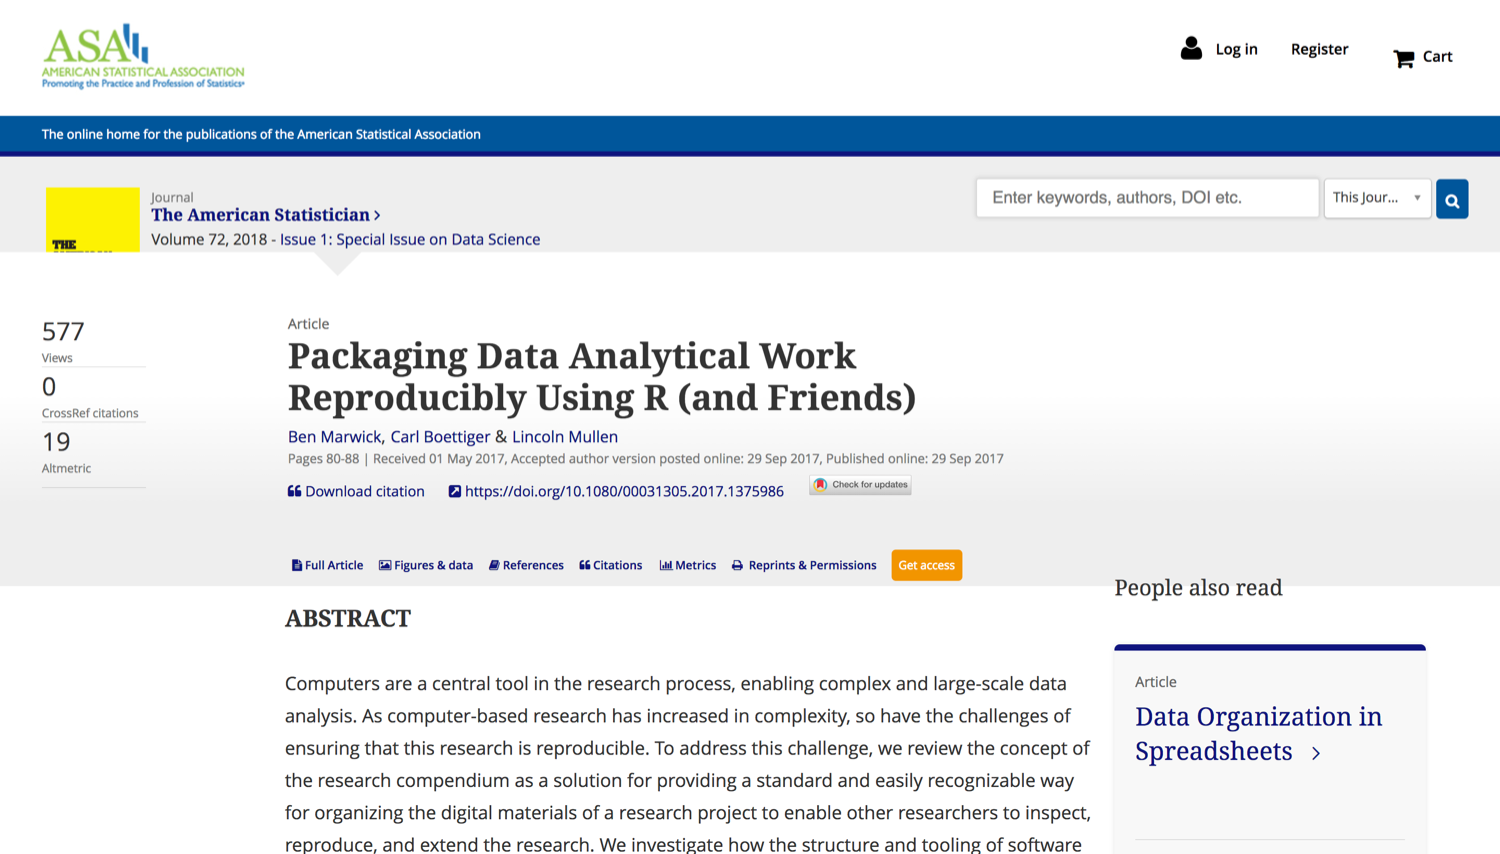 ASA
AMERICAN STATISTICAL ASSOCIATION
Promoting the Practice and Profession of Statistics®
Log in
Register
Cart
The online home for the publications of the American Statistical Association
THE
Journal
The American Statistician ›
Volume 72, 2018 - Issue 1: Special Issue on Data Science
Enter keywords, authors, DOI etc.
This Jour...
577
Views
0
CrossRef citations
19
Altmetric
Article
Packaging Data Analytical Work
Reproducibly Using R (and Friends)
Ben Marwick, Carl Boettiger & Lincoln Mullen
Pages 80-88 | Received 01 May 2017, Accepted author version posted online: 29 Sep 2017, Published online: 29 Sep 2017
Download citation
https://doi.org/10.1080/00031305.2017.1375986
Check for updates
Full Article
Figures & data
References
Citations
Metrics
Reprints & Permissions
Get access
ABSTRACT
Computers are a central tool in the research process, enabling complex and large-scale data
analysis. As computer-based research has increased in complexity, so have the challenges of
ensuring that this research is reproducible. To address this challenge, we review the concept of
the research compendium as a solution for providing a standard and easily recognizable way
for organizing the digital materials of a research project to enable other researchers to inspect,
reproduce, and extend the research. We investigate how the structure and tooling of software
People also read
Article
Data Organization in
Spreadsheets ›